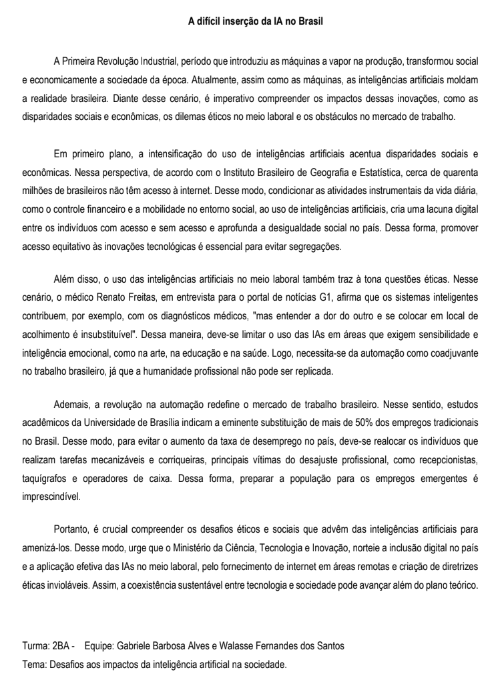 A difícil inserção da IA no Brasil
A Primeira Revolução Industrial, período que introduziu as máquinas a vapor na produção, transformou social
e economicamente a sociedade da época. Atualmente, assim como as máquinas, as inteligências artificiais moldam
a realidade brasileira. Diante desse cenário, é imperativo compreender os impactos dessas inovações, como as
disparidades sociais e econômicas, os dilemas éticos no meio laboral e os obstáculos no mercado de trabalho.
Em primeiro plano, a intensificação do uso de inteligências artificiais acentua disparidades sociais e
econômicas. Nessa perspectiva, de acordo com o Instituto Brasileiro de Geografia e Estatística, cerca de quarenta
milhões de brasileiros não têm acesso à internet. Desse modo, condicionar as atividades instrumentais da vida diária,
como o controle financeiro e a mobilidade no entorno social, ao uso de inteligências artificiais, cria uma lacuna digital
entre os indivíduos com acesso e sem acesso e aprofunda a desigualdade social no país. Dessa forma, promover
acesso equitativo às inovações tecnológicas é essencial para evitar segregações.
Além disso, o uso das inteligências artificiais no meio laboral também traz à tona questões éticas. Nesse
cenário, o médico Renato Freitas, em entrevista para o portal de notícias G1, afirma que os sistemas inteligentes
contribuem, por exemplo, com os diagnósticos médicos, "mas entender a dor do outro e se colocar em local de
acolhimento é insubstituível". Dessa maneira, deve-se limitar o uso das IAs em áreas que exigem sensibilidade e
inteligência emocional, como na arte, na educação e na saúde. Logo, necessita-se da automação como coadjuvante
no trabalho brasileiro, já que a humanidade profissional não pode ser replicada.
Ademais, a revolução na automação redefine o mercado de trabalho brasileiro. Nesse sentido, estudos
acadêmicos da Universidade de Brasília indicam a eminente substituição de mais de 50% dos empregos tradicionais
no Brasil. Desse modo, para evitar o aumento da taxa de desemprego no país, deve-se realocar os indivíduos que
realizam tarefas mecanizáveis e corriqueiras, principais vítimas do desajuste profissional, como recepcionistas,
taquígrafos e operadores de caixa. Dessa forma, preparar a população para os empregos emergentes é
imprescindível.
Portanto, é crucial compreender os desafios éticos e sociais que advêm das inteligências artificiais para
amenizá-los. Desse modo, urge que o Ministério da Ciência, Tecnologia e Inovação, norteie a inclusão digital no país
e a aplicação efetiva das IAs no meio laboral, pelo fornecimento de internet em áreas remotas e criação de diretrizes
éticas invioláveis. Assim, a coexistência sustentável entre tecnologia e sociedade pode avançar além do plano teórico.
Turma: 2BA - Equipe: Gabriele Barbosa Alves e Walasse Fernandes dos Santos
Tema: Desafios aos impactos da inteligência artificial na sociedade.